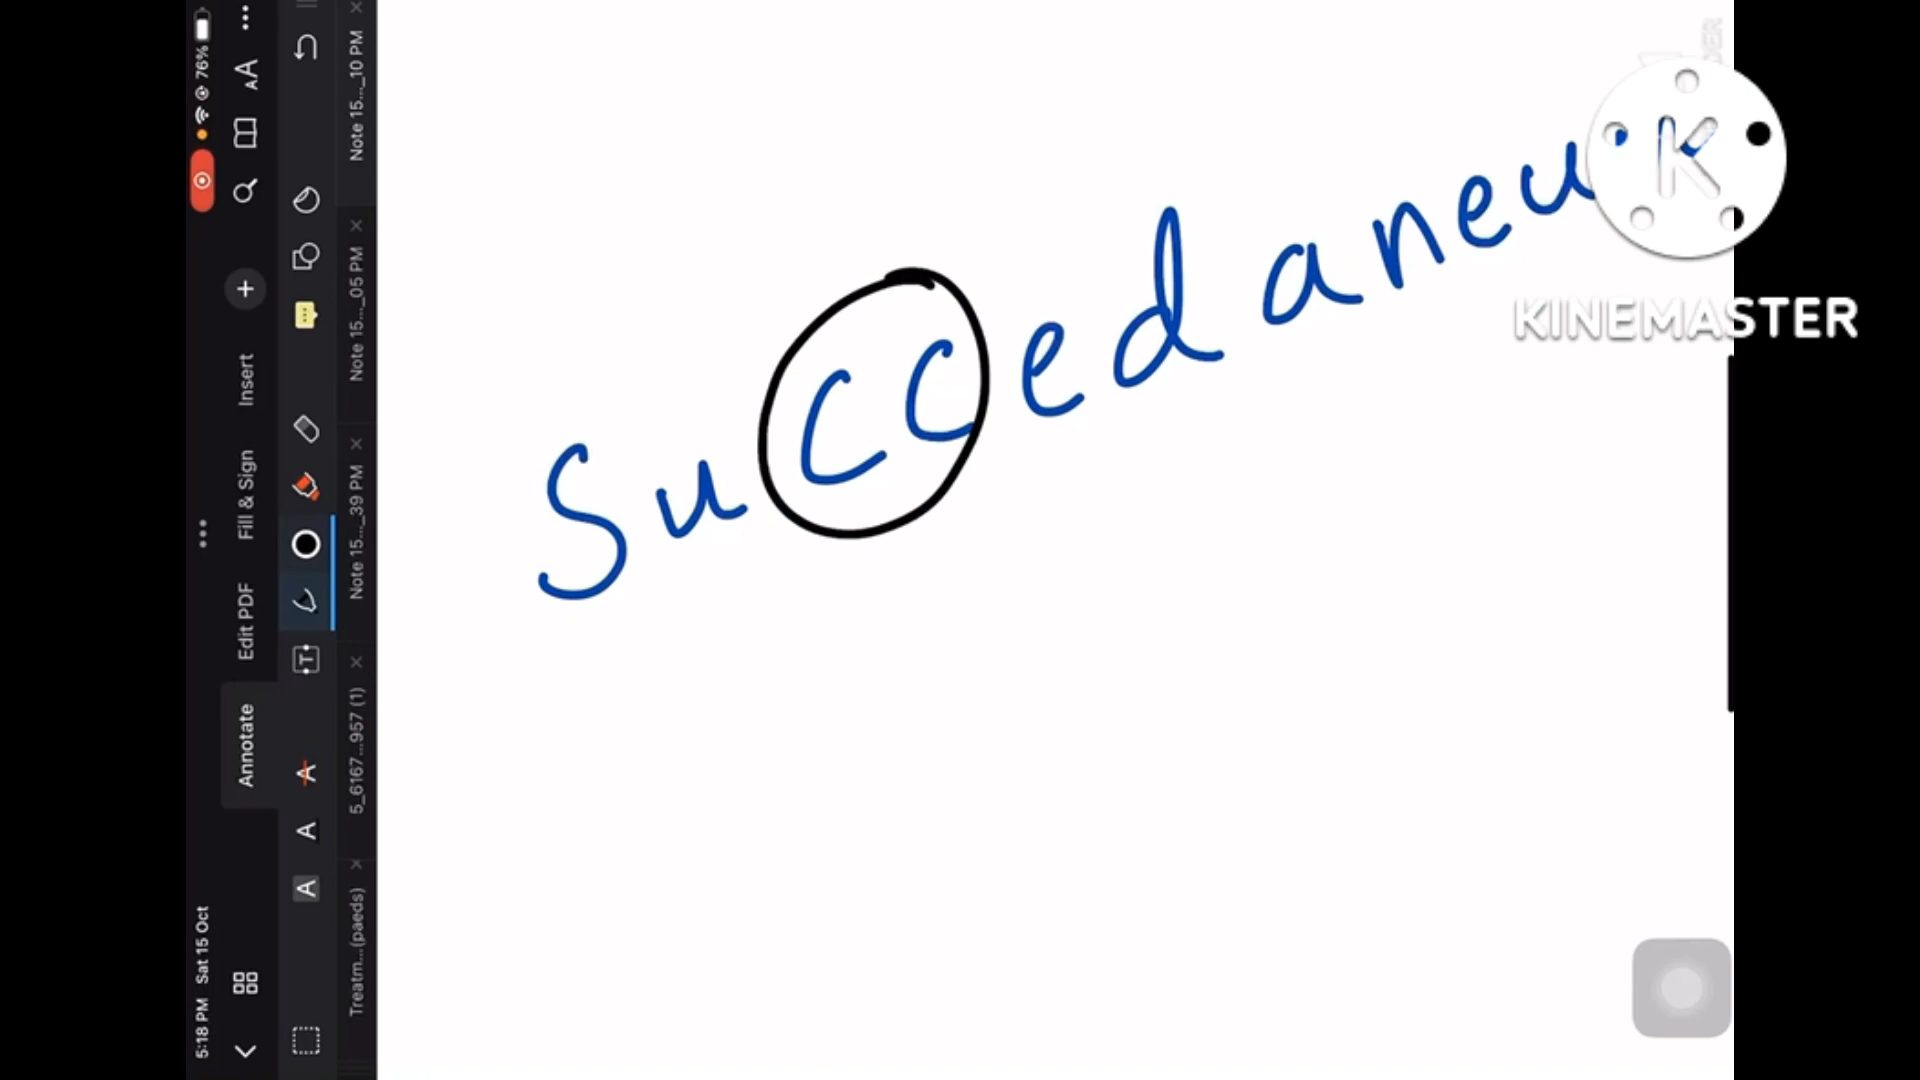 Succedaneu
KINEMASTER
5:18 PM Sat 15 Oct
76%
Annotate
Edit PDF
Fill & Sign
Insert
AA
T
A
A
A
Treatm...(paeds)
5_6167...957 (1)
Note 15..._39 PM
Note 15..._05 PM
Note 15..._10 PM